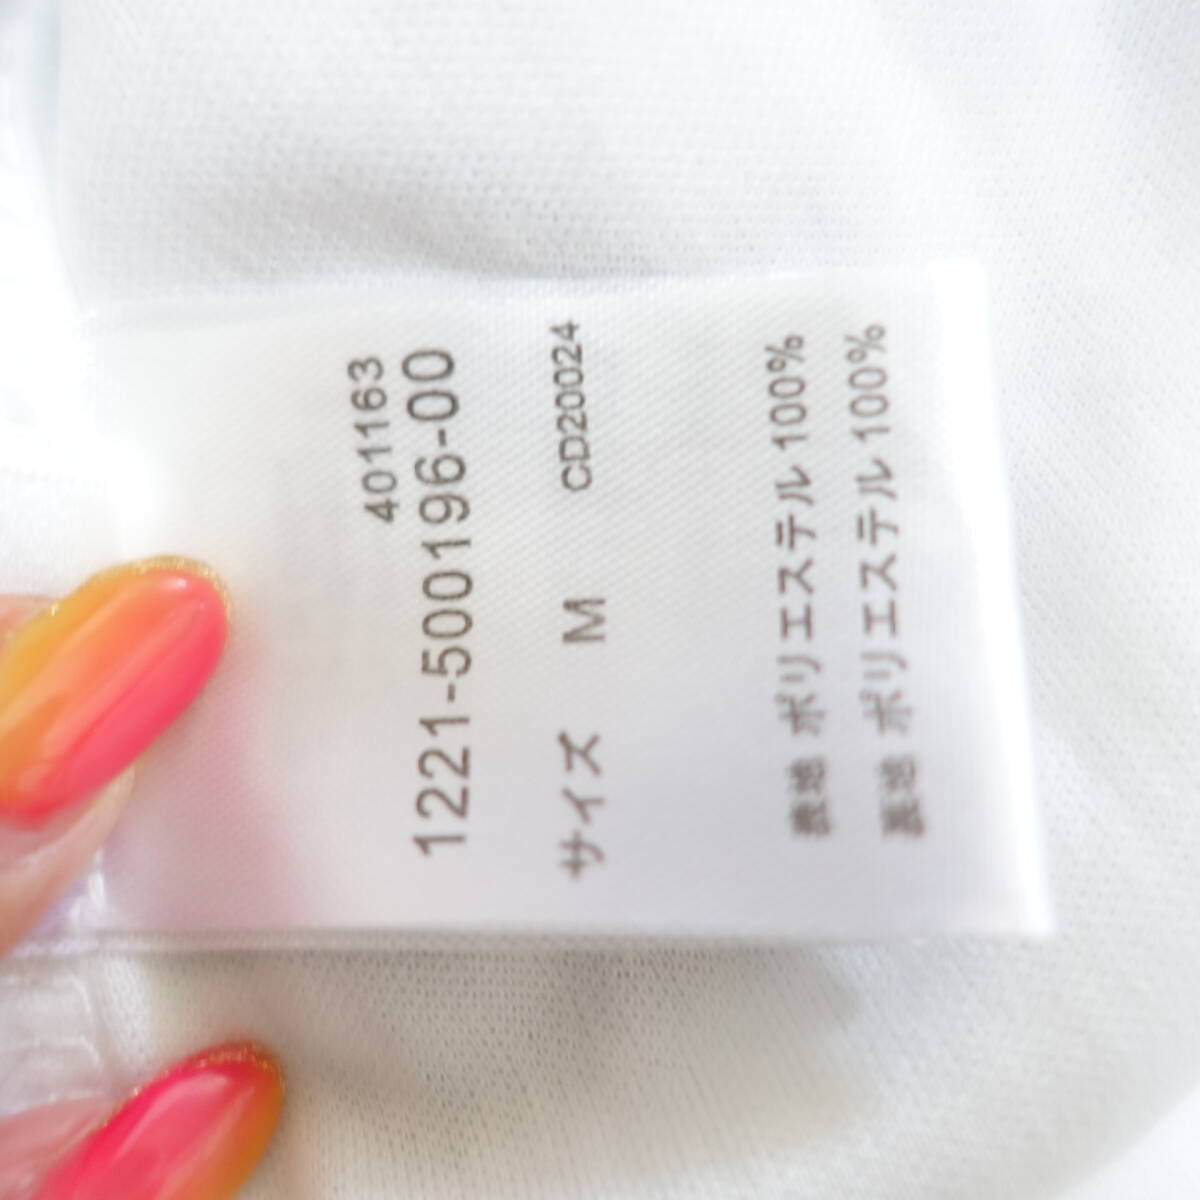 401163
1221-500196-00
サイズ M CD20024
表地 ポリエステル 100%
裏地 ポリエステル 100%